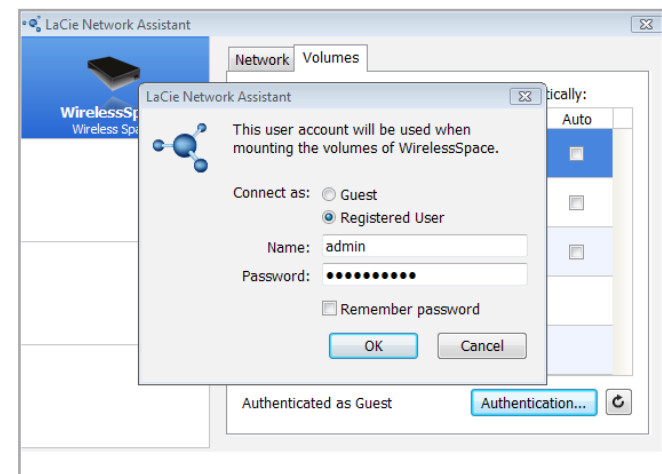 LaCie Network Assistant
Network Volumes
tically:
Auto
WirelessSp
Wireless Spa
LaCie Network Assistant
This user account will be used when
mounting the volumes of WirelessSpace.
Connect as: Guest
Registered User
Name: admin
Password: ●●●●●●●●●●
Remember password
OK Cancel
Authenticated as Guest Authentication...